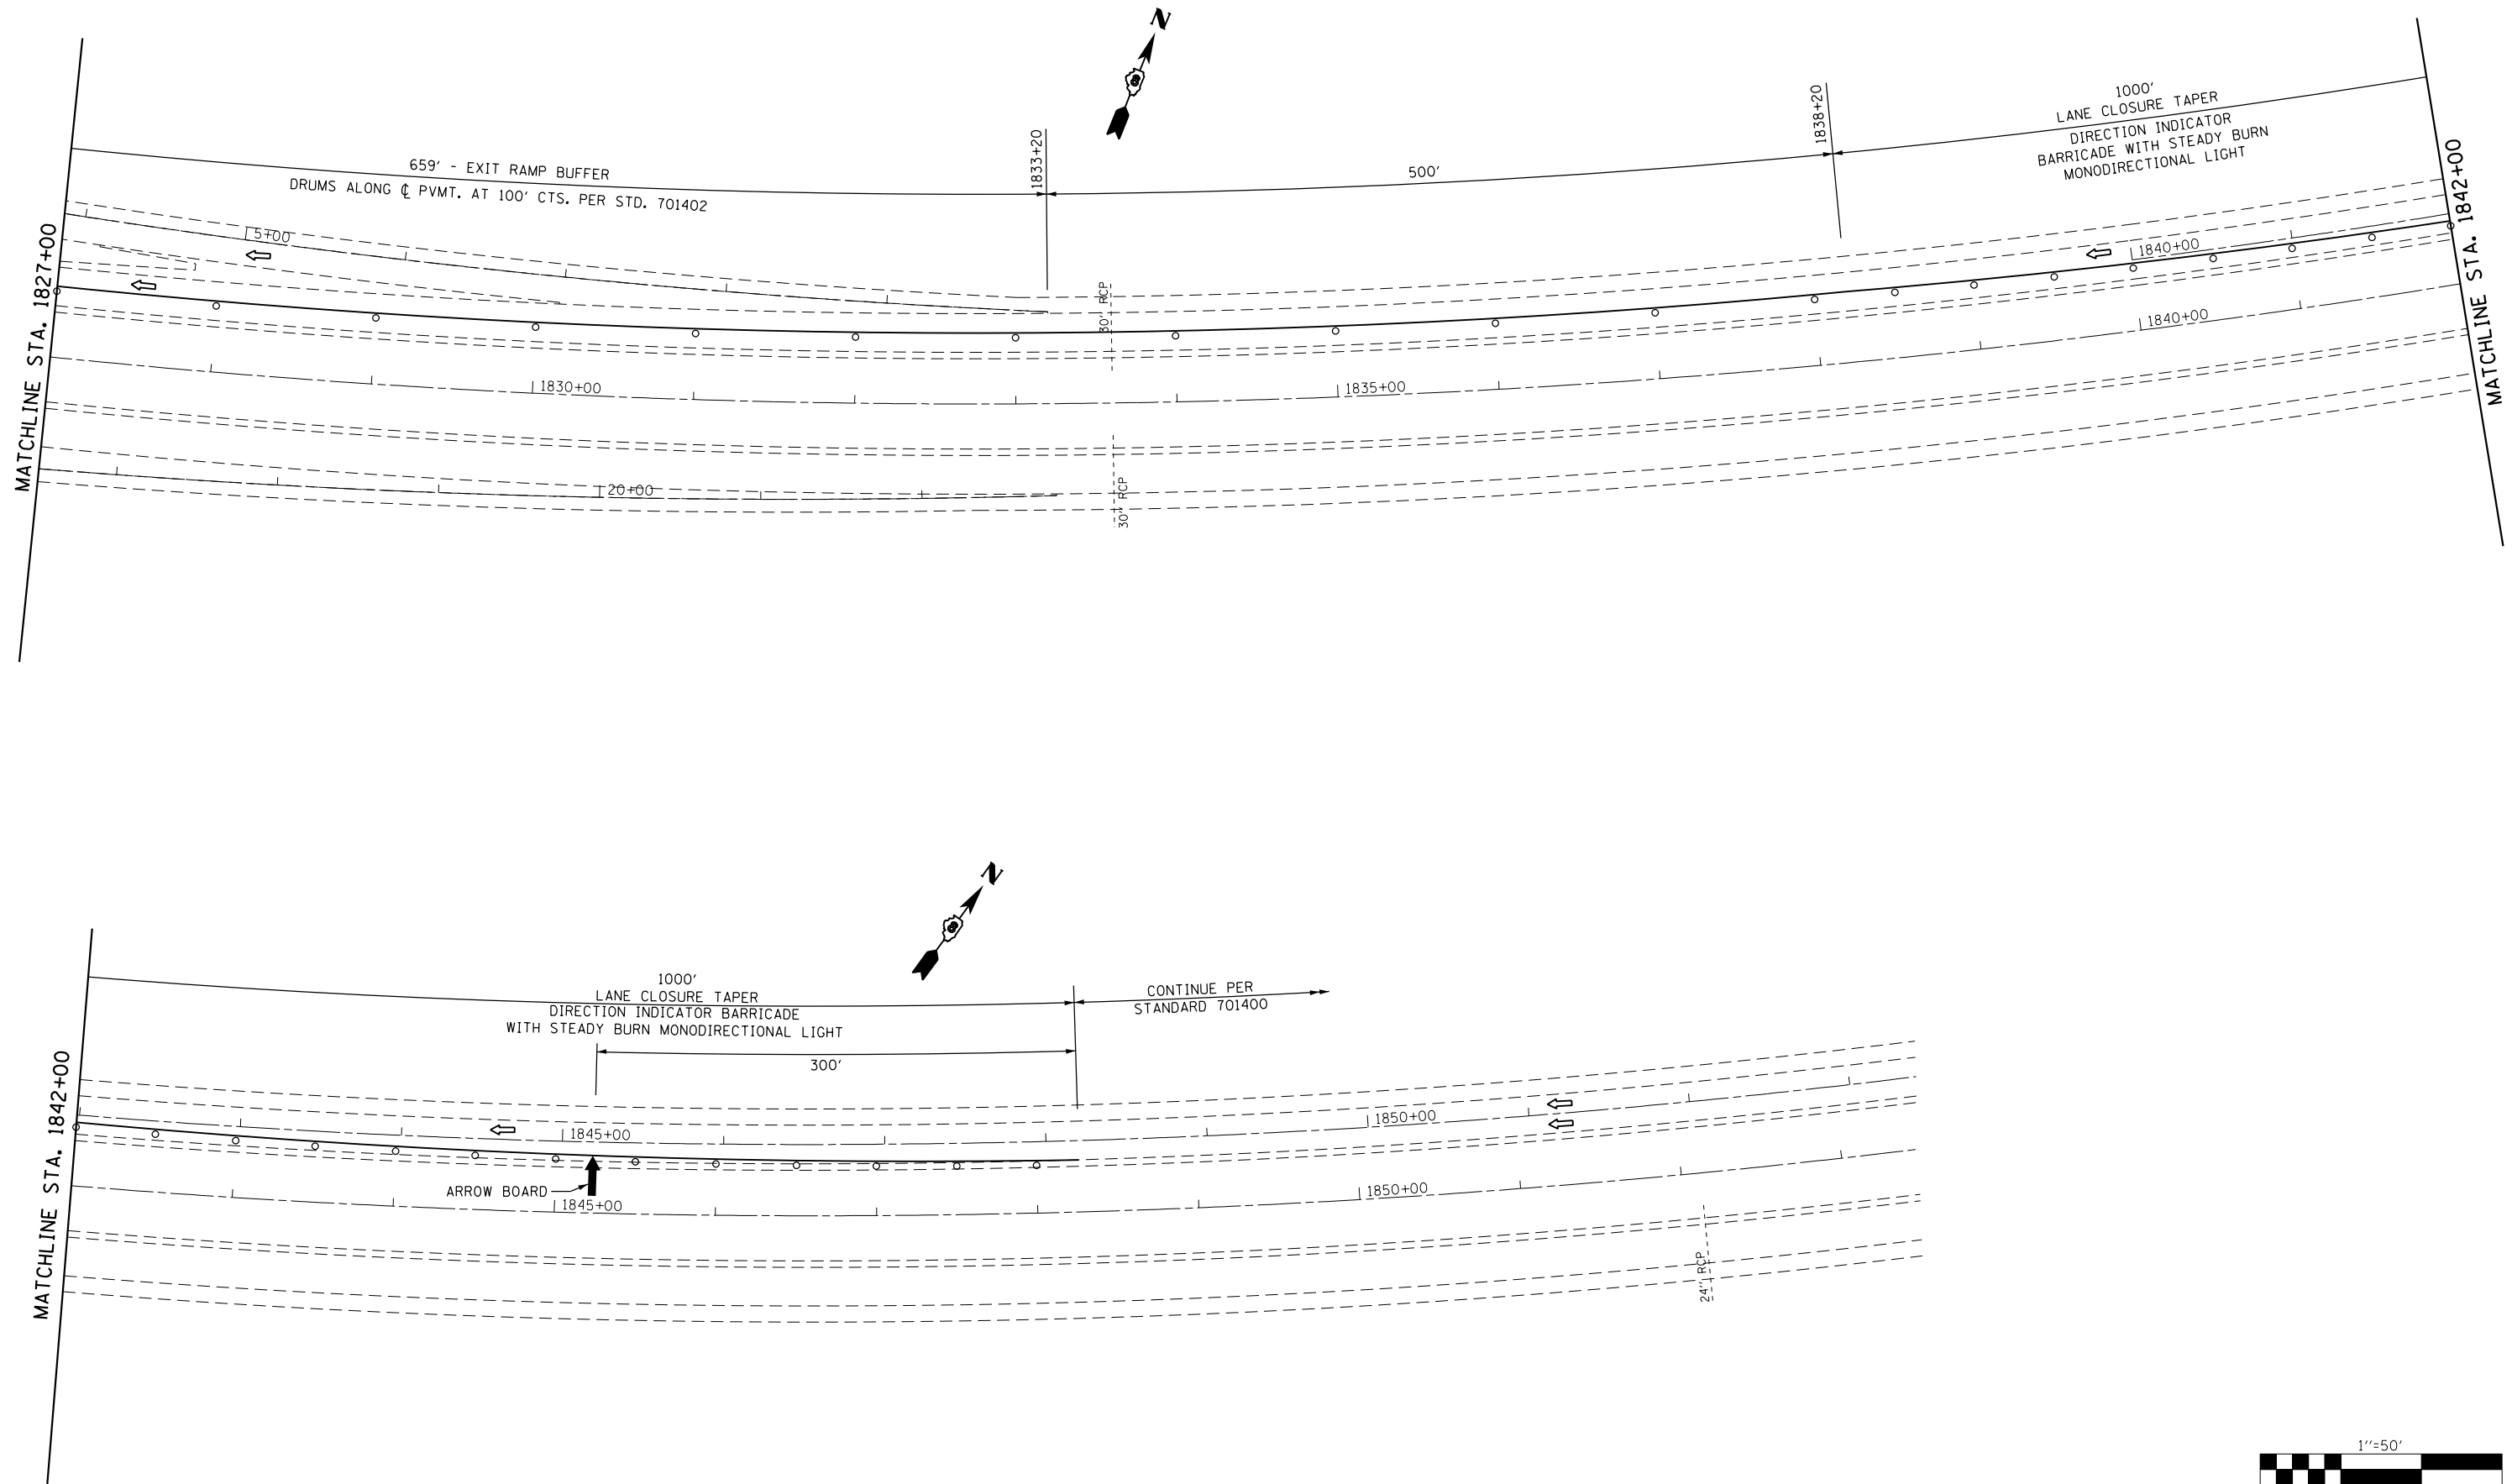 N
659' - EXIT RAMP BUFFER
DRUMS ALONG ℄ PVMT. AT 100' CTS. PER STD. 701402
1833+20
500'
1838+20
1000'
LANE CLOSURE TAPER
DIRECTION INDICATOR
BARRICADE WITH STEADY BURN
MONODIRECTIONAL LIGHT
MATCHLINE STA. 1827+00
5+00
30' RCP
1840+00
1840+00
1830+00
1835+00
20+00
30" RCP
MATCHLINE STA. 1842+00
N
1000'
LANE CLOSURE TAPER
DIRECTION INDICATOR BARRICADE
WITH STEADY BURN MONODIRECTIONAL LIGHT
CONTINUE PER
STANDARD 701400
300'
MATCHLINE STA. 1842+00
1845+00
1850+00
ARROW BOARD
1845+00
1850+00
24" RCP
1"=50'